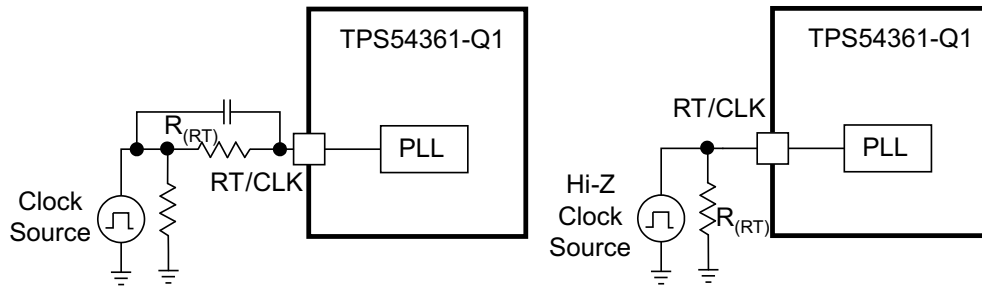 TPS54361-Q1
R(RT)
RT/CLK
PLL
Clock
Source
TPS54361-Q1
RT/CLK
PLL
Hi-Z
Clock
Source
R(RT)